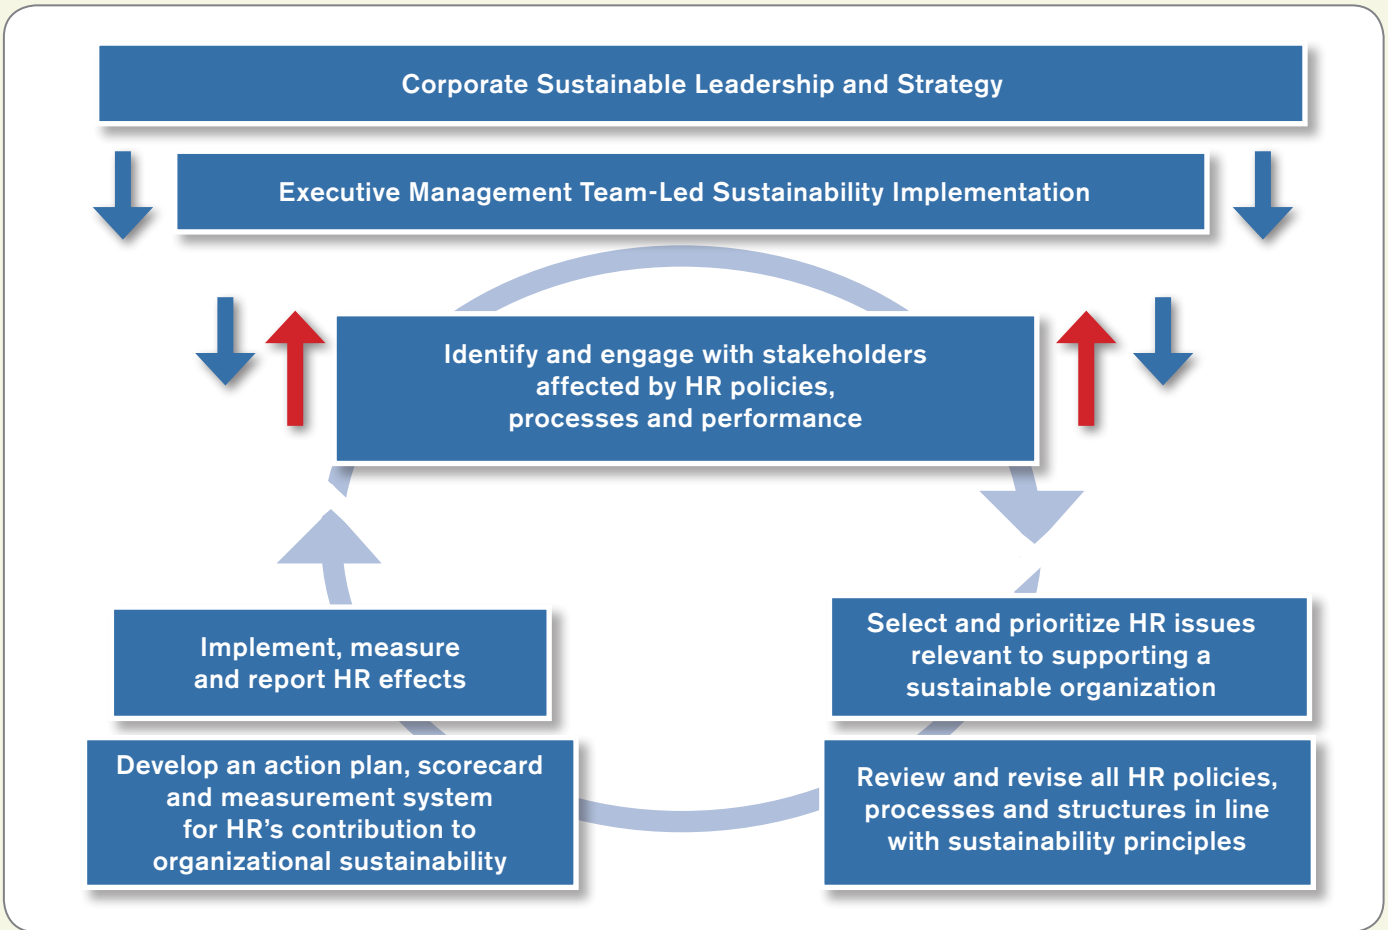 Corporate Sustainable Leadership and Strategy
Executive Management Team-Led Sustainability Implementation
Identify and engage with stakeholders
affected by HR policies,
processes and performance
Select and prioritize HR issues
relevant to supporting a
sustainable organization
Review and revise all HR policies,
processes and structures in line
with sustainability principles
Develop an action plan, scorecard
and measurement system
for HR’s contribution to
organizational sustainability
Implement, measure
and report HR effects